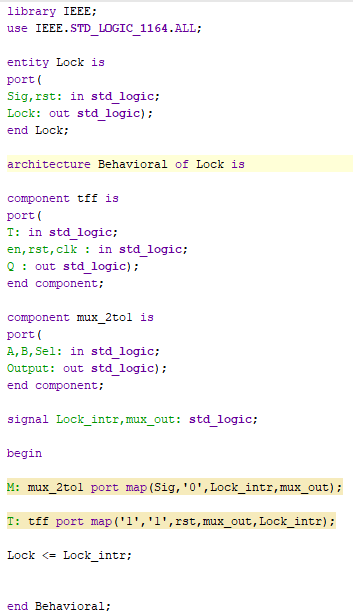 library IEEE;
use IEEE.STD_LOGIC_1164.ALL;
entity Lock is
port(
Sig,rst: in std_logic;
Lock: out std_logic);
end Lock;
architecture Behavioral of Lock is
component tff is
port(
T: in std_logic;
en,rst,clk : in std_logic;
Q : out std_logic);
end component;
component mux_2to1 is
port(
A,B,Sel: in std_logic;
Output: out std_logic);
end component;
signal Lock_intr,mux_out: std_logic;
begin
M: mux_2to1 port map(Sig,'0',Lock_intr,mux_out);
T: tff port map('1','1',rst,mux_out,Lock_intr);
Lock <= Lock_intr;
end Behavioral;